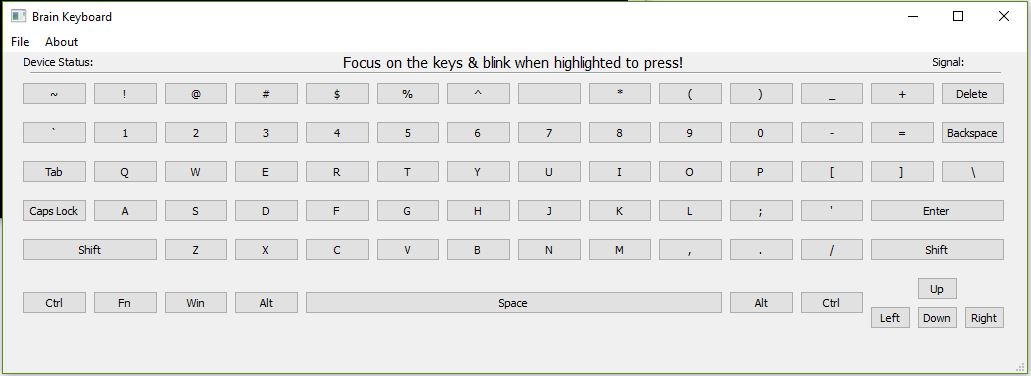 Brain Keyboard
File About
Device Status: Focus on the keys & blink when highlighted to press! Signal:
~ ! @ # $ % ^ * ( ) _ + Delete
` 1 2 3 4 5 6 7 8 9 0 - = Backspace
Tab Q W E R T Y U I O P [ ] \
Caps Lock A S D F G H J K L ; ' Enter
Shift Z X C V B N M , . / Shift
Up
Ctrl Fn Win Alt Space Alt Ctrl
Left Down Right